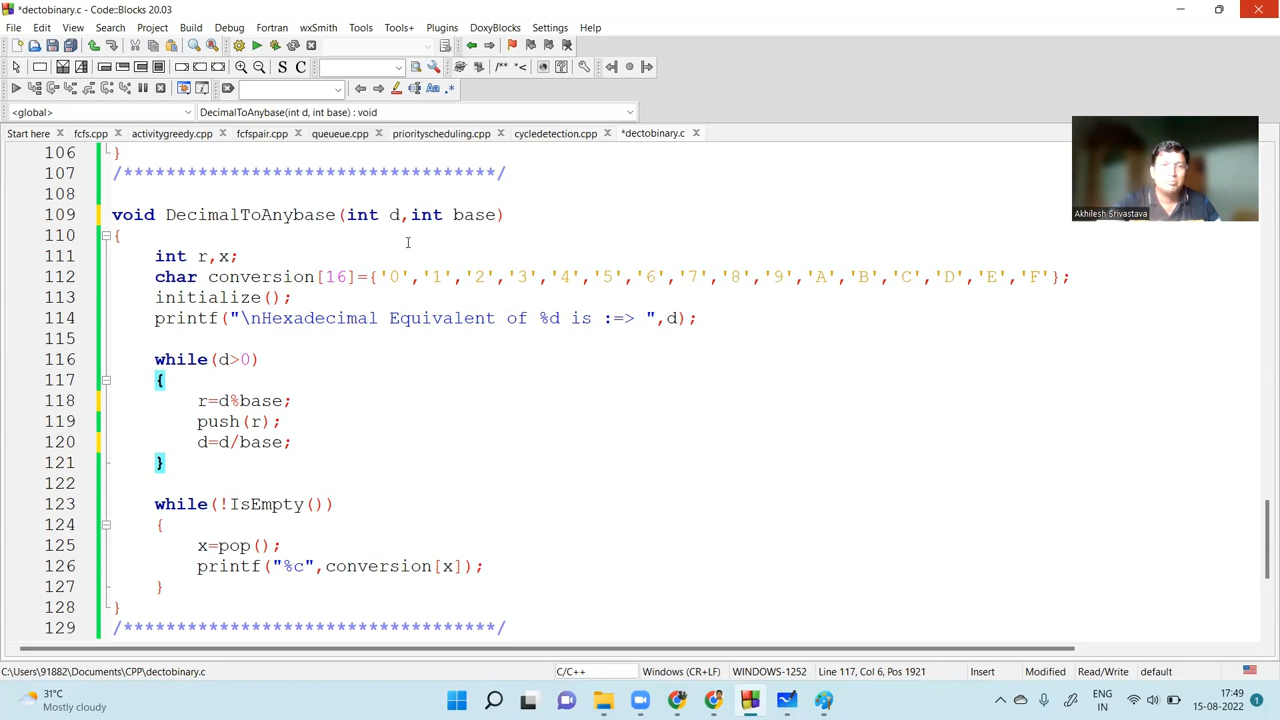 *dectobinary.c - Code::Blocks 20.03
File Edit View Search Project Build Debug Fortran wxSmith Tools Tools+ Plugins DoxyBlocks Settings Help
S C /** *<
Aa .*
<global> DecimalToAnybase(int d, int base) : void
Start here fcfs.cpp activitygreedy.cpp fcfspair.cpp queueue.cpp priorityscheduling.cpp cycledetection.cpp *dectobinary.c
106 }
107 /***********************************/
108
109 void DecimalToAnybase(int d,int base)
110 {
111 int r,x;
112 char conversion[16]={'0','1','2','3','4','5','6','7','8','9','A','B','C','D','E','F'};
113 initialize();
114 printf("\nHexadecimal Equivalent of %d is :=> ",d);
115
116 while(d>0)
117 {
118 r=d%base;
119 push(r);
120 d=d/base;
121 }
122
123 while(!IsEmpty())
124 {
125 x=pop();
126 printf("%c",conversion[x]);
127 }
128 }
129 /***********************************/
Akhilesh Srivastava
C:\Users\91882\Documents\CPP\dectobinary.c C/C++ Windows (CR+LF) WINDOWS-1252 Line 117, Col 6, Pos 1921 Insert Modified Read/Write default
31°C
Mostly cloudy
ENG
IN
17:49
15-08-2022
1